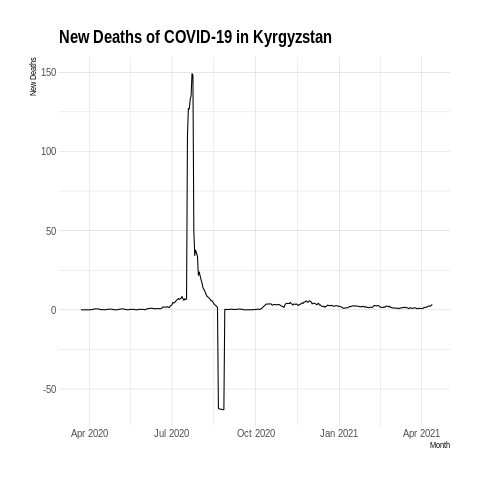 New Deaths of COVID-19 in Kyrgyzstan
New Deaths
150
100
50
0
-50
Apr 2020
Jul 2020
Oct 2020
Jan 2021
Apr 2021
Month